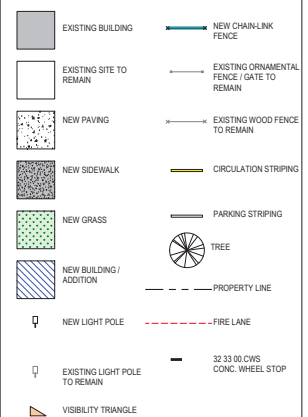 EXISTING BUILDING
EXISTING SITE TO
REMAIN
NEW PAVING
NEW SIDEWALK
NEW GRASS
NEW BUILDING /
ADDITION
NEW LIGHT POLE
EXISTING LIGHT POLE
TO REMAIN
VISIBILITY TRIANGLE
NEW CHAIN-LINK
FENCE
EXISTING ORNAMENTAL
FENCE / GATE TO
REMAIN
EXISTING WOOD FENCE
TO REMAIN
CIRCULATION STRIPING
PARKING STRIPING
TREE
PROPERTY LINE
FIRE LANE
32 33 00.CWS
CONC. WHEEL STOP